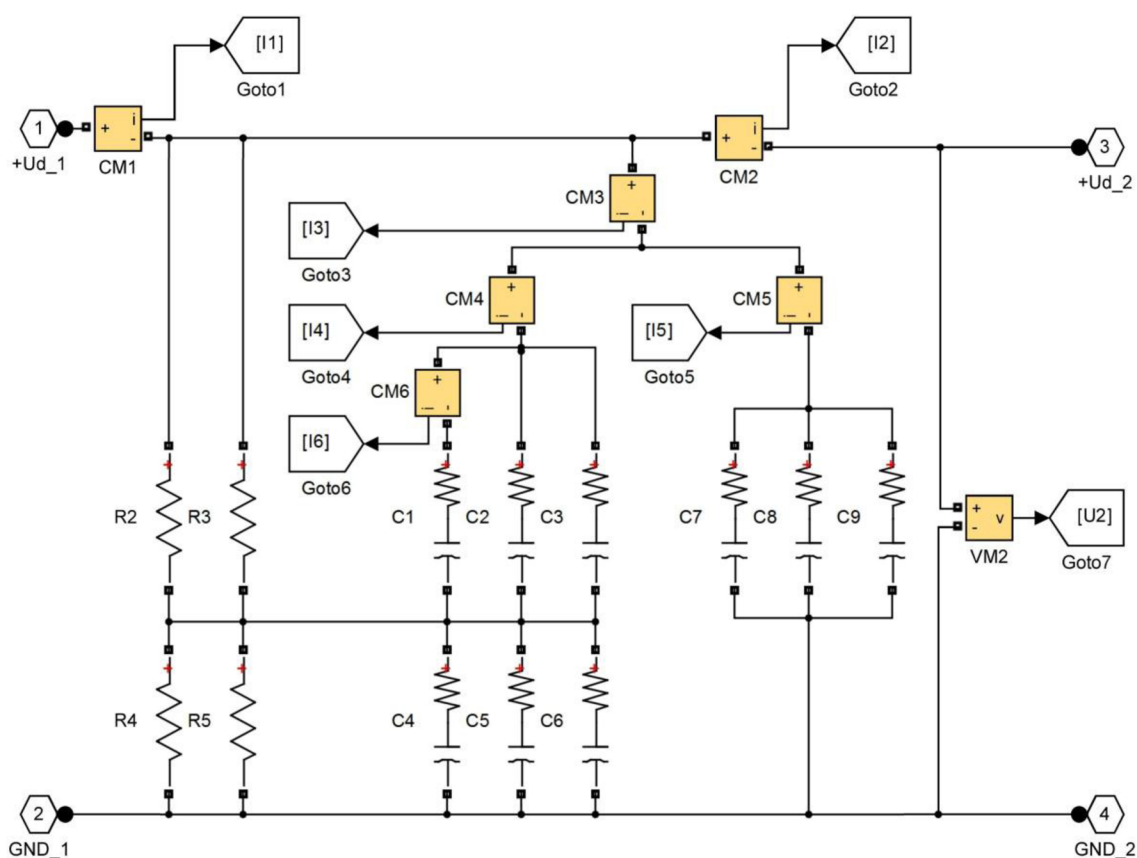 [I1]
Goto1
[I2]
Goto2
1
+Ud_1
+
i
-
CM1
+
i
-
CM2
3
+Ud_2
CM3
+
i
-
[I3]
Goto3
CM4
+
i
-
[I4]
Goto4
CM5
+
i
-
[I5]
Goto5
CM6
+
i
-
[I6]
Goto6
R2
R3
C1
C2
C3
C7
C8
C9
+
-
v
VM2
[U2]
Goto7
R4
R5
C4
C5
C6
2
GND_1
4
GND_2